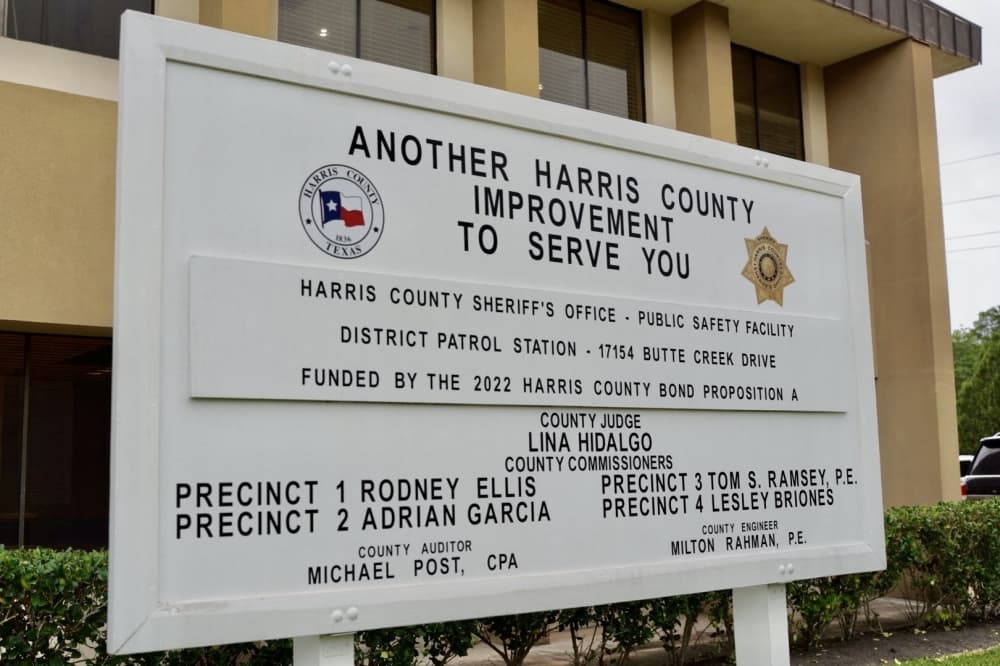 ANOTHER HARRIS COUNTY
IMPROVEMENT
TO SERVE YOU
HARRIS COUNTY
1836
TEXAS
HARRIS COUNTY SHERIFF'S OFFICE - PUBLIC SAFETY FACILITY
DISTRICT PATROL STATION - 17154 BUTTE CREEK DRIVE
FUNDED BY THE 2022 HARRIS COUNTY BOND PROPOSITION A
COUNTY JUDGE
LINA HIDALGO
COUNTY COMMISSIONERS
PRECINCT 1 RODNEY ELLIS
PRECINCT 2 ADRIAN GARCIA
PRECINCT 3 TOM S. RAMSEY, P.E.
PRECINCT 4 LESLEY BRIONES
COUNTY AUDITOR
MICHAEL POST, CPA
COUNTY ENGINEER
MILTON RAHMAN, P.E.